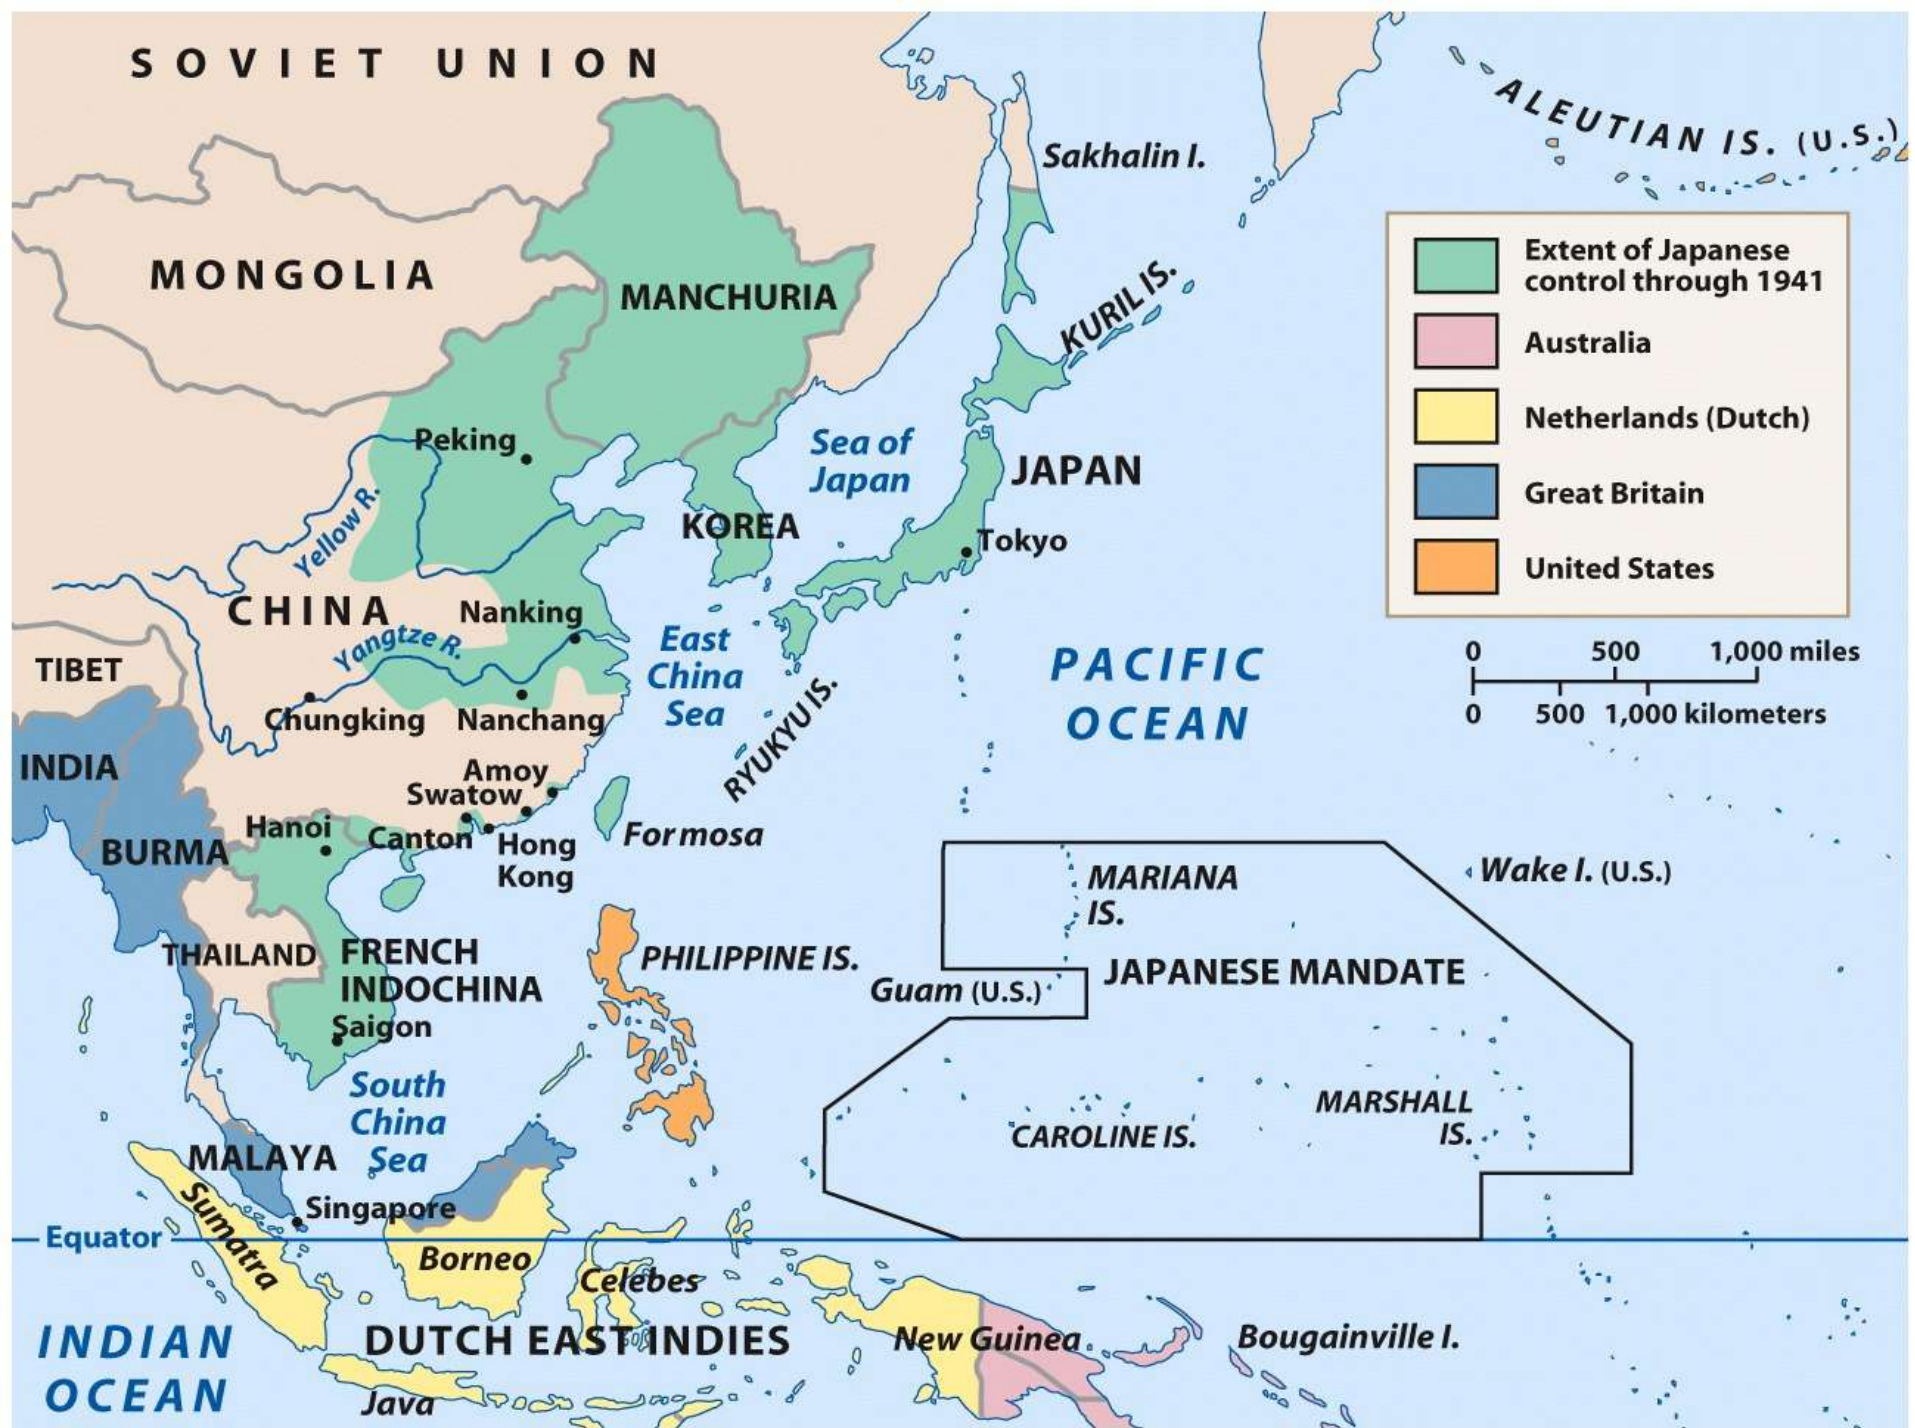 SOVIET UNION
ALEUTIAN IS. (U.S.)
Sakhalin I.
MONGOLIA
MANCHURIA
KURIL IS.
Extent of Japanese
control through 1941
Australia
Netherlands (Dutch)
Great Britain
United States
Peking
Sea of
Japan
JAPAN
Yellow R.
KOREA
Tokyo
CHINA
Nanking
Yangtze R.
East
China
Sea
PACIFIC
OCEAN
0 500 1,000 miles
0 500 1,000 kilometers
TIBET
Chungking
Nanchang
RYUKYU IS.
INDIA
Amoy
Swatow
Hanoi
Canton
Hong
Kong
Formosa
BURMA
MARIANA
IS.
Wake I. (U.S.)
THAILAND
FRENCH
INDOCHINA
PHILIPPINE IS.
JAPANESE MANDATE
Guam (U.S.)
Saigon
South
China
Sea
CAROLINE IS.
MARSHALL
IS.
MALAYA
Singapore
Sumatra
Equator
Borneo
Celebes
INDIAN
OCEAN
DUTCH EAST INDIES
New Guinea
Bougainville I.
Java